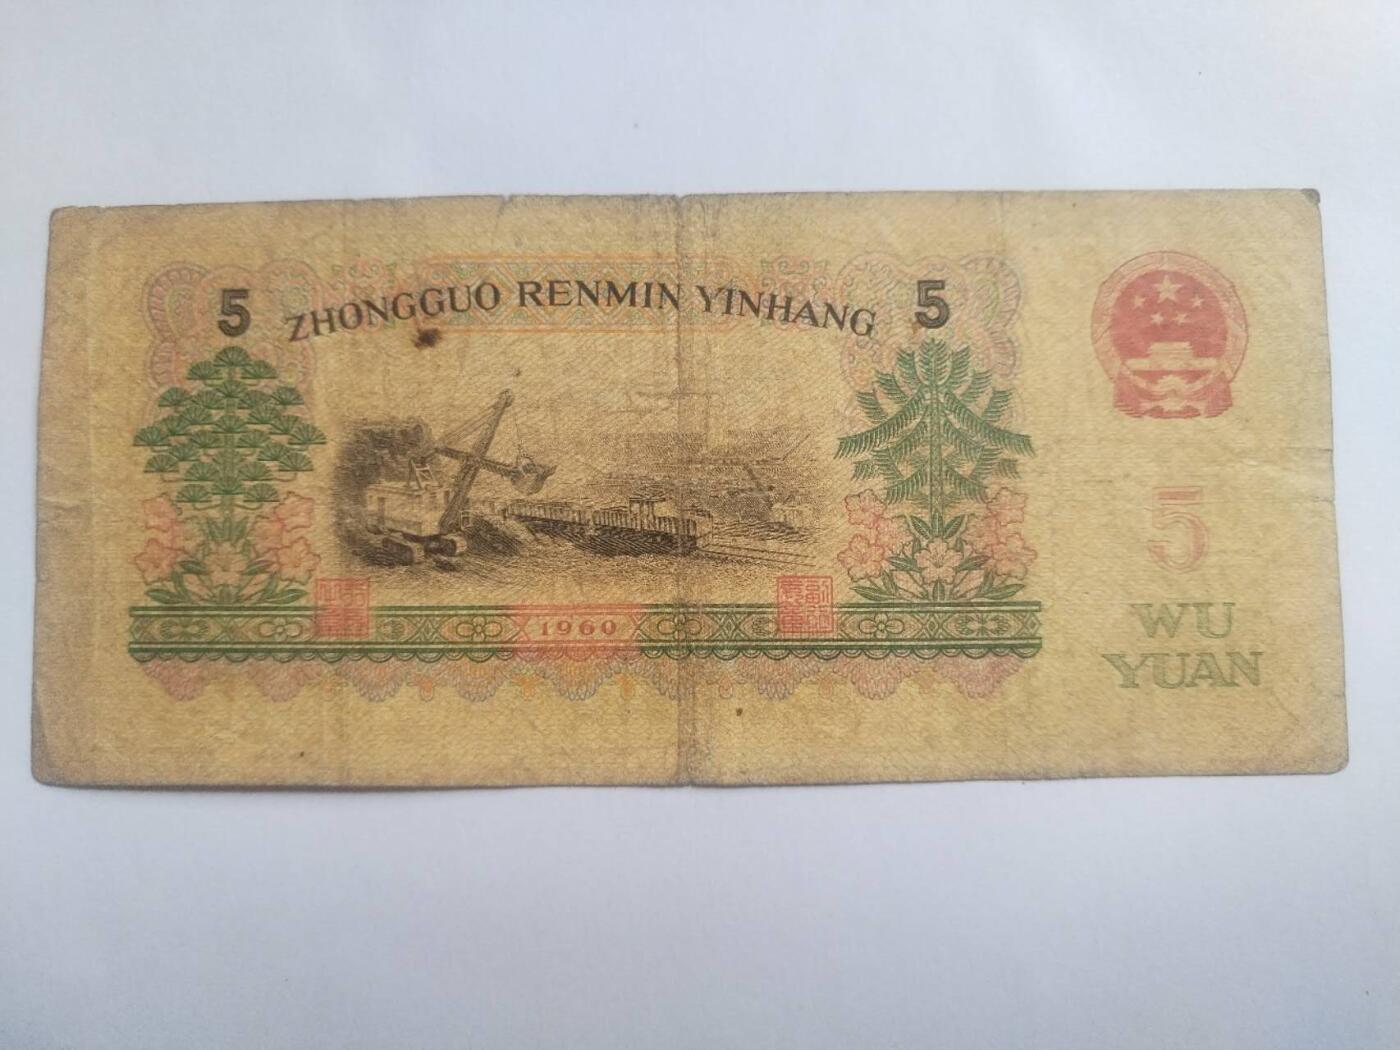 5 ZHONGGUO RENMIN YINHANG 5
1960
5
WU
YUAN